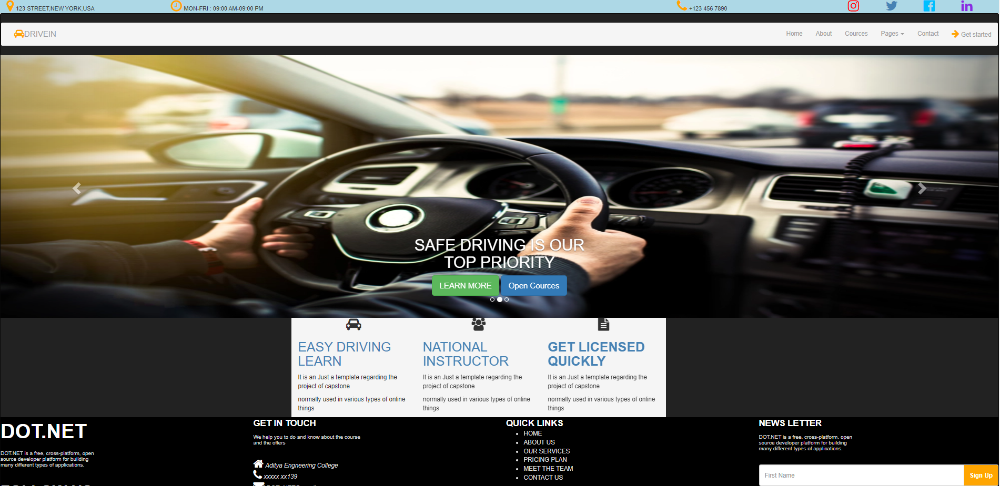 123 STREET,NEW YORK,USA
MON-FRI : 09:00 AM-09:00 PM
+123 456 7890
DRIVEIN
Home
About
Cources
Pages
Contact
Get started
SAFE DRIVING IS OUR
TOP PRIORITY
LEARN MORE
Open Cources
EASY DRIVING
LEARN
It is an Just a template regarding the
project of capstone
normally used in various types of online
things
NATIONAL
INSTRUCTOR
It is an Just a template regarding the
project of capstone
normally used in various types of online
things
GET LICENSED
QUICKLY
It is an Just a template regarding the
project of capstone
normally used in various types of online
things
DOT.NET
DOT.NET is a free, cross-platform, open
source developer platform for building
many different types of applications.
GET IN TOUCH
We help you to do and know about the course
and the offers
Aditya Engneering College
xxxxx xx139
QUICK LINKS
HOME
ABOUT US
OUR SERVICES
PRICING PLAN
MEET THE TEAM
CONTACT US
NEWS LETTER
DOT.NET is a free, cross-platform, open
source developer platform for building
many different types of applications.
First Name
Sign Up